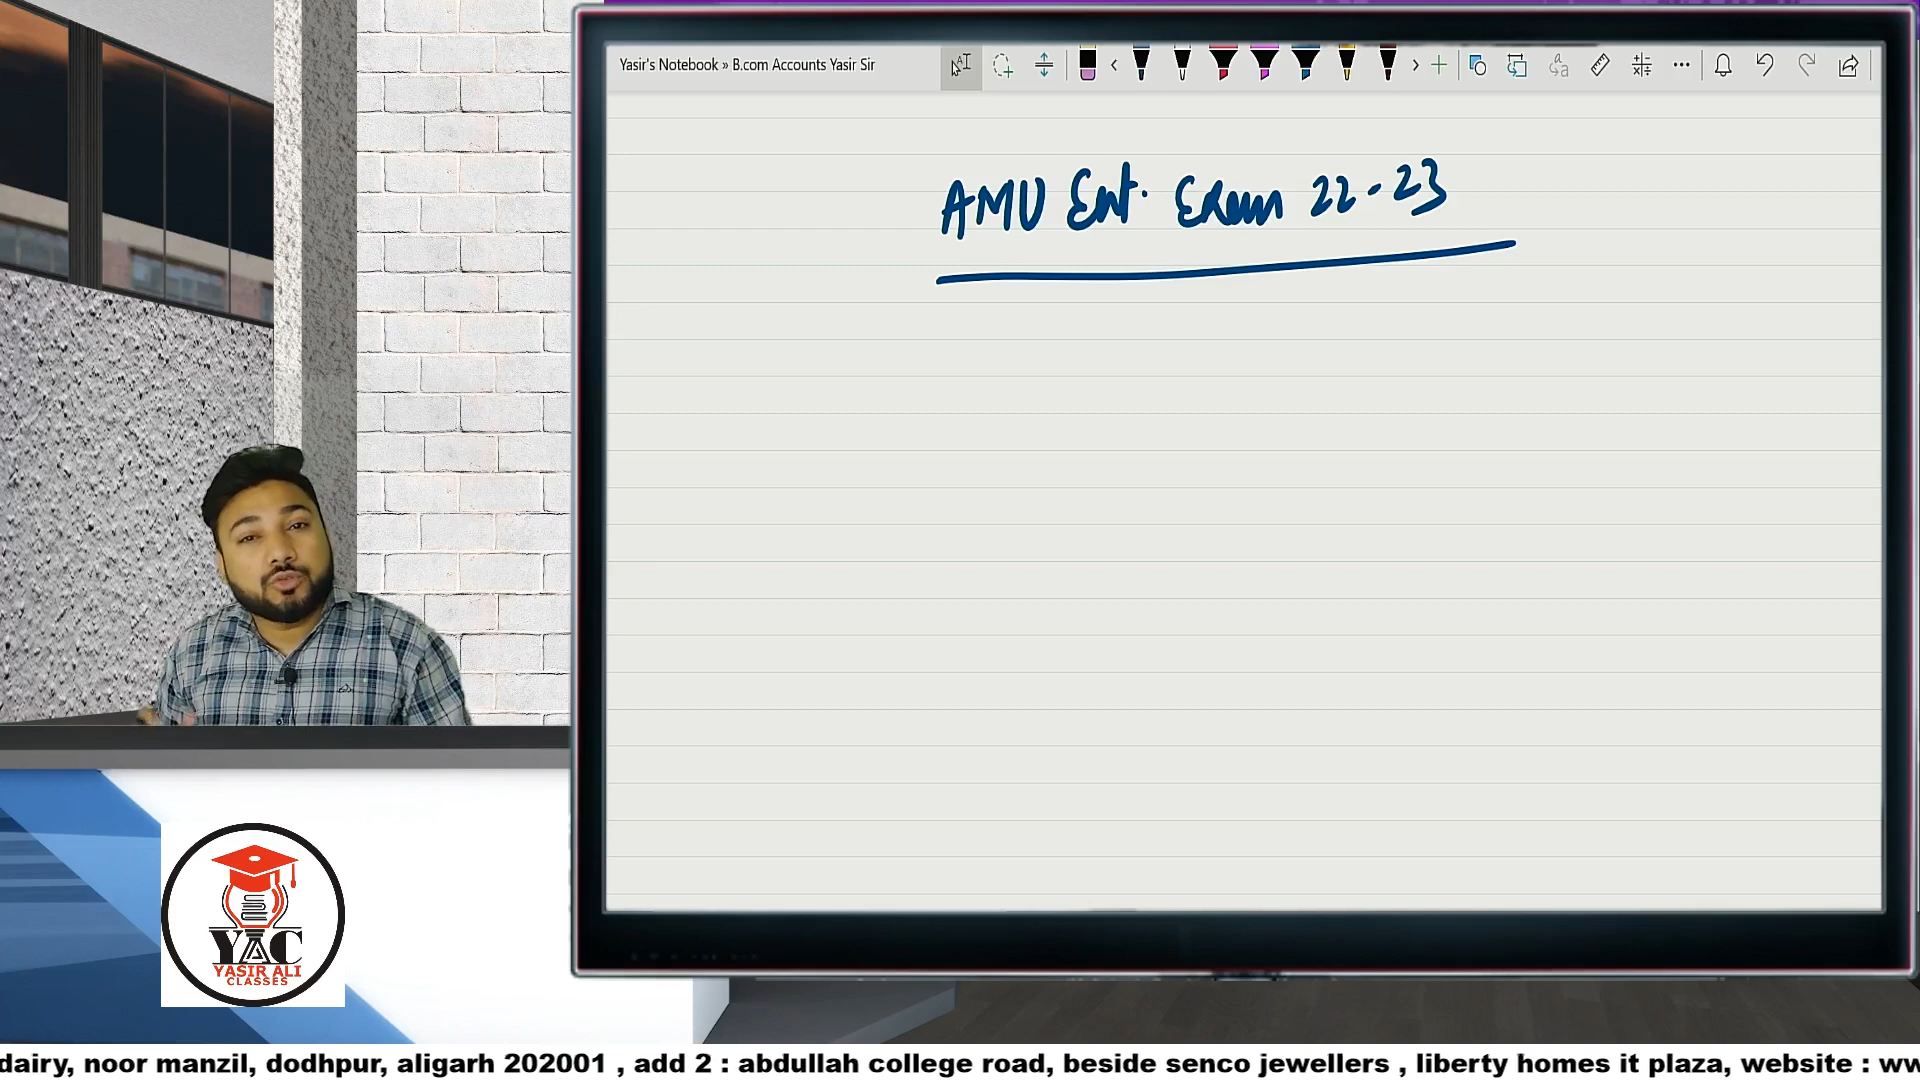 Yasir's Notebook » B.com Accounts Yasir Sir
AMU Ent. Exam 22-23
YAC
YASIR ALI
CLASSES
dairy, noor manzil, dodhpur, aligarh 202001 , add 2 : abdullah college road, beside senco jewellers , liberty homes it plaza, website : ww